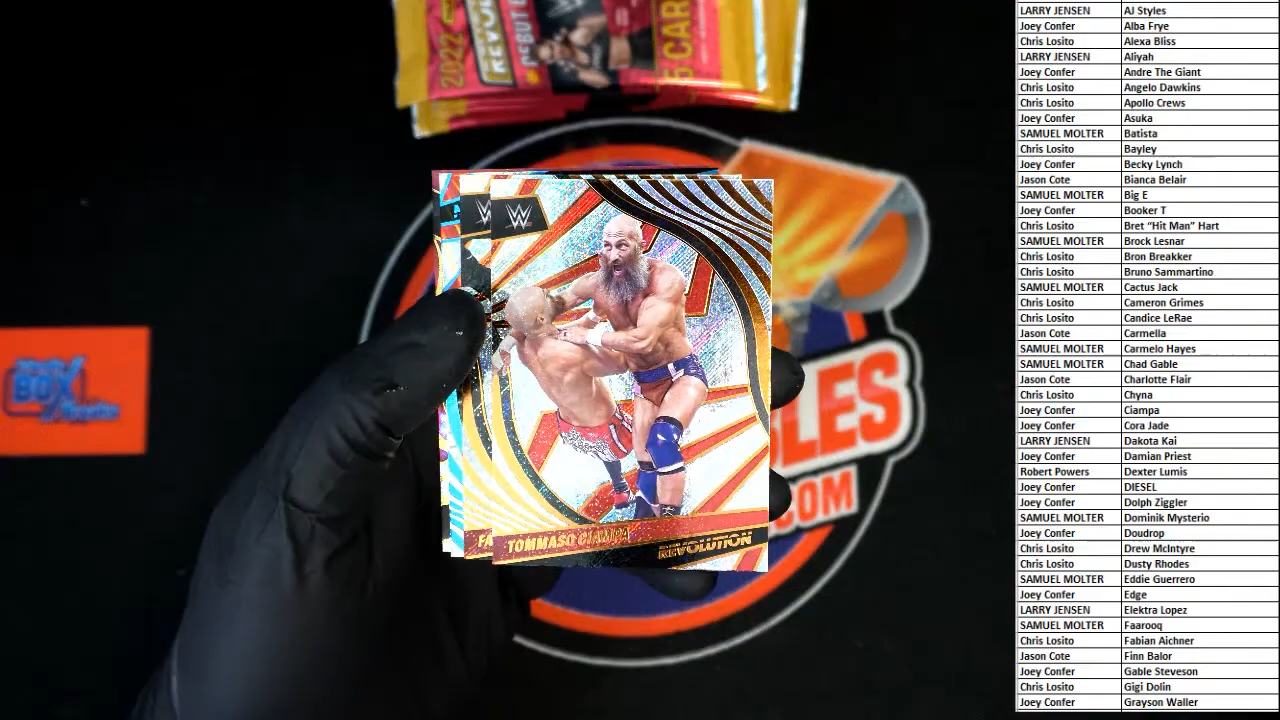 LARRY JENSEN AJ Styles
Joey Confer Alba Frye
Chris Losito Alexa Bliss
LARRY JENSEN Aliyah
Joey Confer Andre The Giant
Chris Losito Angelo Dawkins
Chris Losito Apollo Crews
Joey Confer Asuka
SAMUEL MOLTER Batista
Chris Losito Bayley
Joey Confer Becky Lynch
Jason Cote Bianca Belair
SAMUEL MOLTER Big E
Joey Confer Booker T
Chris Losito Bret “Hit Man” Hart
SAMUEL MOLTER Brock Lesnar
Chris Losito Bron Breakker
Chris Losito Bruno Sammartino
SAMUEL MOLTER Cactus Jack
Chris Losito Cameron Grimes
Chris Losito Candice LeRae
Jason Cote Carmella
SAMUEL MOLTER Carmelo Hayes
SAMUEL MOLTER Chad Gable
Jason Cote Charlotte Flair
Chris Losito Chyna
Joey Confer Ciampa
Joey Confer Cora Jade
LARRY JENSEN Dakota Kai
Joey Confer Damian Priest
Robert Powers Dexter Lumis
Joey Confer DIESEL
Joey Confer Dolph Ziggler
SAMUEL MOLTER Dominik Mysterio
Joey Confer Doudrop
Chris Losito Drew McIntyre
Chris Losito Dusty Rhodes
SAMUEL MOLTER Eddie Guerrero
Joey Confer Edge
LARRY JENSEN Elektra Lopez
SAMUEL MOLTER Faarooq
Chris Losito Fabian Aichner
Jason Cote Finn Balor
Joey Confer Gable Steveson
Chris Losito Gigi Dolin
Joey Confer Grayson Waller
W
TOMMASO CIAMPA
REVOLUTION
FA
LES
.COM